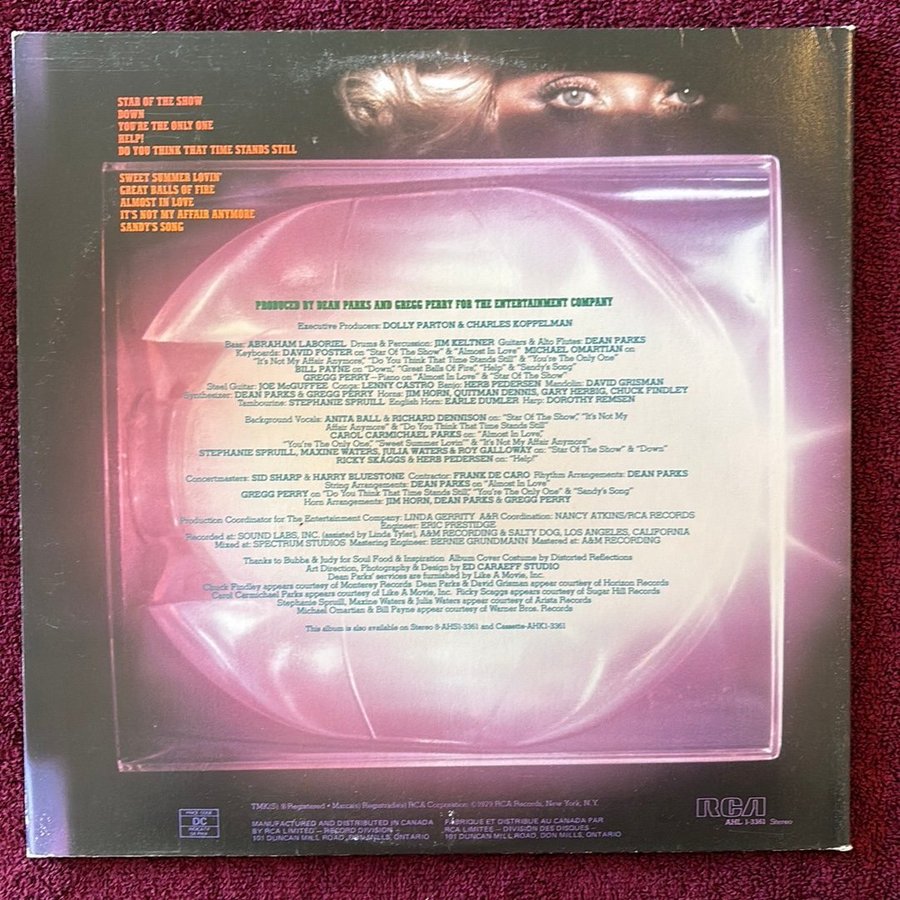 STAR OF THE SHOW
DOWN
YOU'RE THE ONLY ONE
HELP!
DO YOU THINK THAT TIME STANDS STILL
SWEET SUMMER LOVIN'
GREAT BALLS OF FIRE
ALMOST IN LOVE
IT'S NOT MY AFFAIR ANYMORE
SANDY'S SONG
PRODUCED BY DEAN PARKS AND GREGG PERRY FOR THE ENTERTAINMENT COMPANY
Executive Producers: DOLLY PARTON & CHARLES KOPPELMAN
Bass: ABRAHAM LABORIEL Drums & Percussion: JIM KELTNER Guitars & Alto Flutes: DEAN PARKS
Keyboards: DAVID FOSTER on "Star Of The Show" & "Almost In Love" MICHAEL OMARTIAN on
"It's Not My Affair Anymore," "Do You Think That Time Stands Still" & "You're The Only One"
BILL PAYNE on "Down," "Great Balls Of Fire," "Help" & "Sandy's Song"
GREGG PERRY—Piano on "Almost In Love" & "Star Of The Show"
Steel Guitar: JOE McGUFFEE Conga: LENNY CASTRO Banjo: HERB PEDERSEN Mandolin: DAVID GRISMAN
Syntheezer: DEAN PARKS & GREGG PERRY Horns: JIM HORN, QUITMAN DENNIS, GARY HERBIG, CHUCK FINDLEY
Tambourine: STEPHANIE SPRUILL English Horn: EARLE DUMLER Harp: DOROTHY REMSEN
Background Vocals: ANITA BALL & RICHARD DENNISON on: "Star Of The Show," "It's Not My
Affair Anymore" & "Do You Think That Time Stands Still"
CAROL CARMICHAEL PARKS on: "Almost In Love,"
"You're The Only One," "Sweet Summer Lovin'" & "It's Not My Affair Anymore"
STEPHANIE SPRUILL, MAXINE WATERS, JULIA WATERS & ROY GALLOWAY on: "Star Of The Show" & "Down"
RICKY SKAGGS & HERB PEDERSEN on: "Help!"
Concertmasters: SID SHARP & HARRY BLUESTONE Contractor: FRANK DE CARO Rhythm Arrangements: DEAN PARKS
String Arrangements: DEAN PARKS on "Almost In Love"
GREGG PERRY on "Do You Think That Time Stands Still," "You're The Only One" & "Sandy's Song"
Horn Arrangements: JIM HORN, DEAN PARKS & GREGG PERRY
Production Coordinator for The Entertainment Company: LINDA GERRITY A&R Coordination: NANCY ATKINS/RCA RECORDS
Engineer: ERIC PRESTIDGE
Recorded at: SOUND LABS, INC. (assisted by Linda Tyler), A&M RECORDING & SALTY DOG, LOS ANGELES, CALIFORNIA
Mixed at: SPECTRUM STUDIOS Mastering Engineer: BERNIE GRUNDMANN Mastered at: A&M RECORDING
Thanks to Bubba & Judy for Soul Food & Inspiration Album Cover Costume by Distorted Reflections
Art Direction, Photography & Design by ED CARAEFF STUDIO
Dean Parks' services are furnished by Like A Movie, Inc.
Chuck Findley appears courtesy of Monterey Records Dean Parks & David Grisman appear courtesy of Horizon Records
Carol Carmichael Parks appears courtesy of Like A Movie, Inc. Ricky Scaggs appears courtesy of Sugar Hill Records
Stephanie Spruill, Maxine Waters & Julia Waters appear courtesy of Arista Records
Michael Omartian & Bill Payne appear courtesy of Warner Bros. Records
This album is also available on Stereo 8-AHS1-3361 and Cassette-AHK1-3361
TMK(S) ® Registered • Marca(s) Registrada(s) RCA Corporation ©1979 RCA Records, New York, N.Y.
PRICE CODE
DC
INDICATIF
DE PRIX
MANUFACTURED AND DISTRIBUTED IN CANADA
BY RCA LIMITED — RECORD DIVISION —
101 DUNCAN MILL ROAD, DON MILLS, ONTARIO
FABRIQUE ET DISTRIBUE AU CANADA PAR
RCA LIMITEE — DIVISION DES DISQUES —
101 DUNCAN MILL ROAD, DON MILLS, ONTARIO
RCA
AHL 1-3361 Stereo